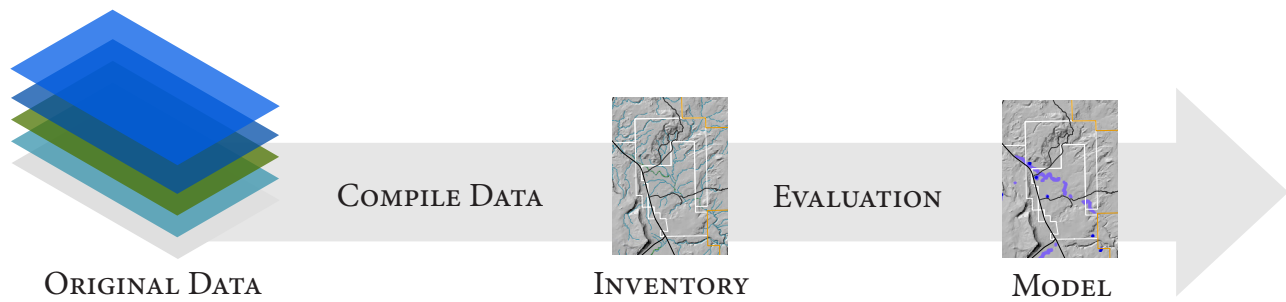 Compile Data
Evaluation
Original Data
Inventory
Model